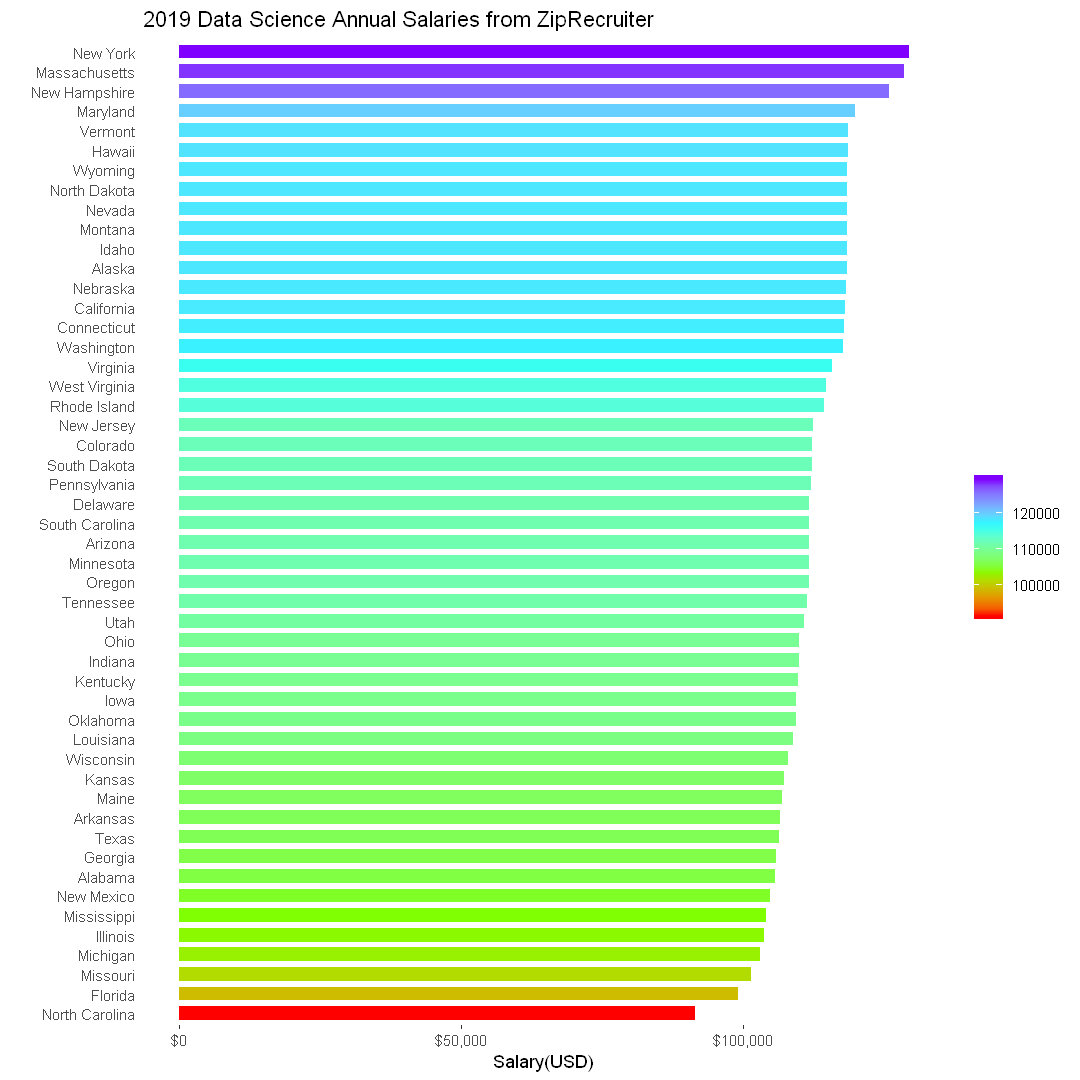 2019 Data Science Annual Salaries from ZipRecruiter
New York
Massachusetts
New Hampshire
Maryland
Vermont
Hawaii
Wyoming
North Dakota
Nevada
Montana
Idaho
Alaska
Nebraska
California
Connecticut
Washington
Virginia
West Virginia
Rhode Island
New Jersey
Colorado
South Dakota
Pennsylvania
Delaware
South Carolina
Arizona
Minnesota
Oregon
Tennessee
Utah
Ohio
Indiana
Kentucky
Iowa
Oklahoma
Louisiana
Wisconsin
Kansas
Maine
Arkansas
Texas
Georgia
Alabama
New Mexico
Mississippi
Illinois
Michigan
Missouri
Florida
North Carolina
$0 $50,000 $100,000
Salary(USD)
120000
110000
100000